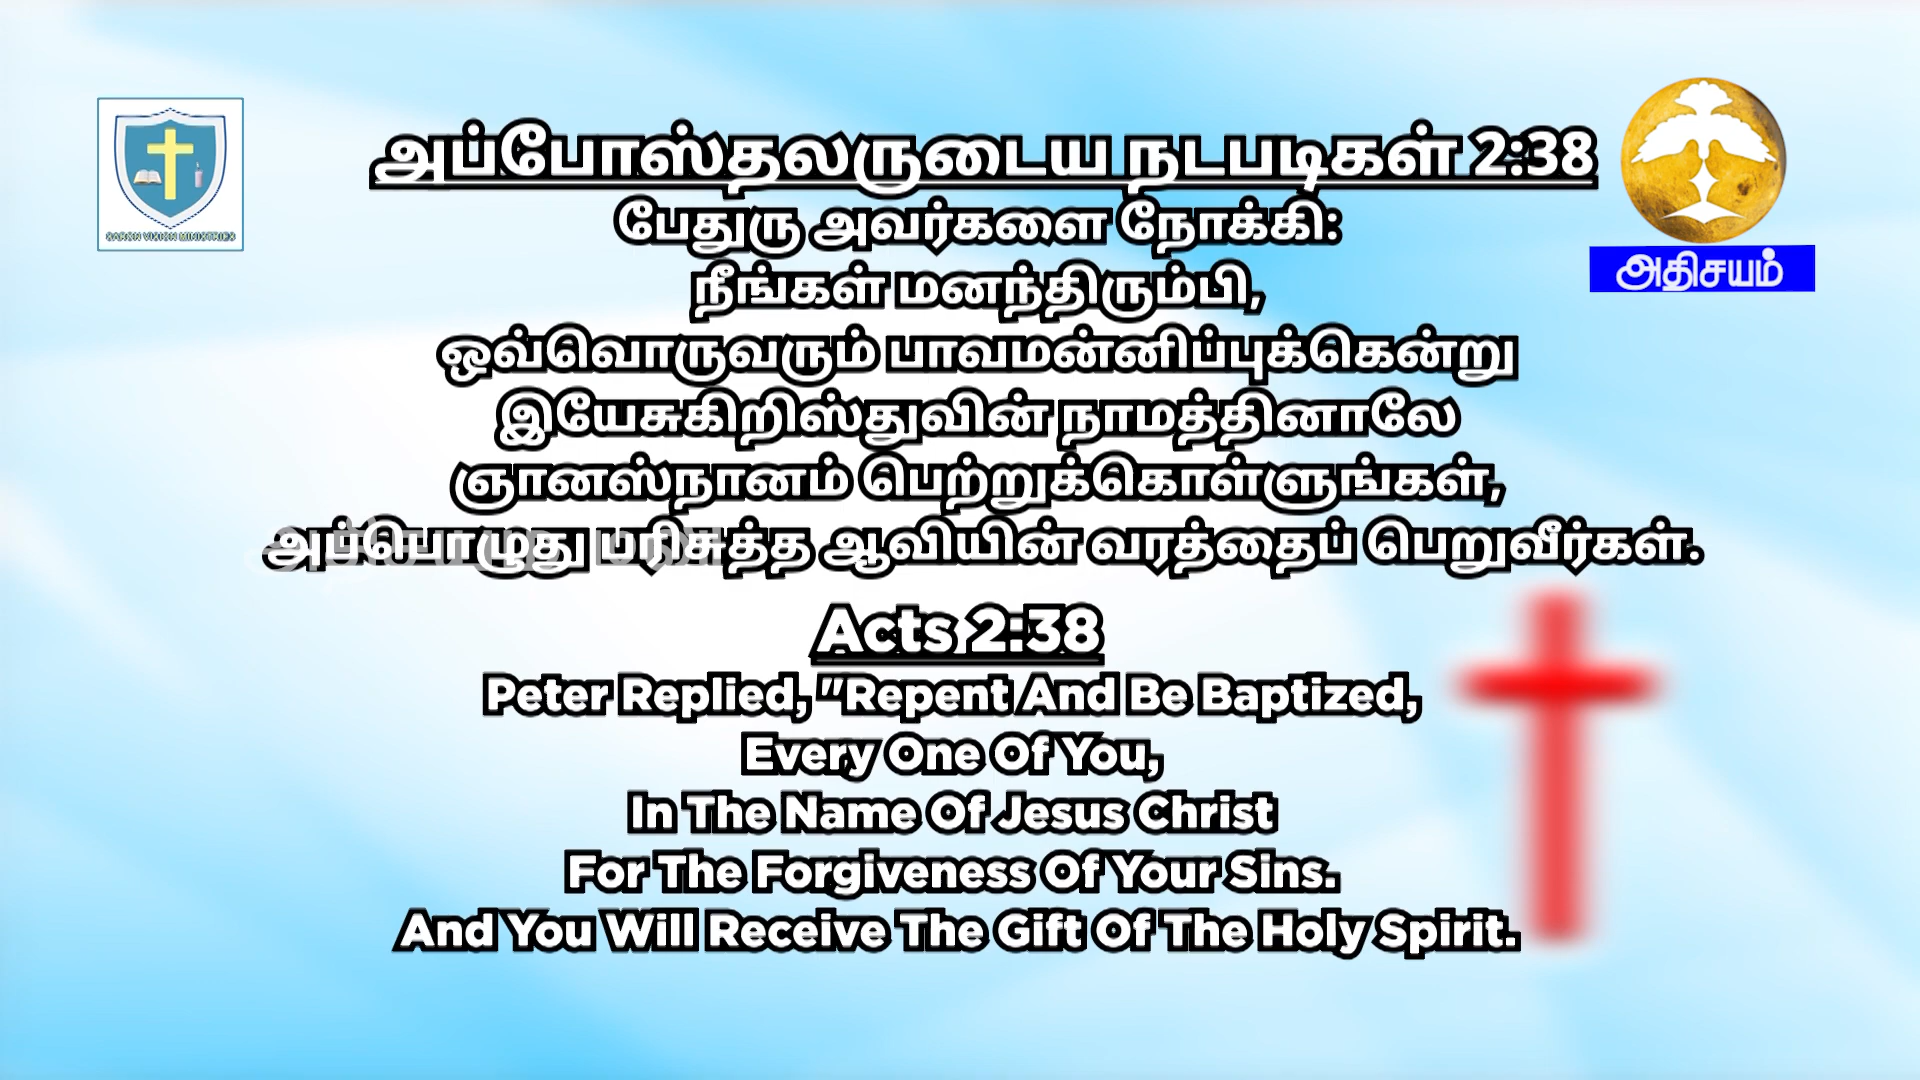 அப்போஸ்தலருடைய நடபடிகள் 2:38
பேதுரு அவர்களை நோக்கி:
நீங்கள் மனந்திரும்பி,
ஒவ்வொருவரும் பாவமன்னிப்புக்கென்று
இயேசுகிறிஸ்துவின் நாமத்தினாலே
ஞானஸ்நானம் பெற்றுக்கொள்ளுங்கள்,
அப்பொழுது பரிசுத்த ஆவியின் வரத்தைப் பெறுவீர்கள்.
அதிசயம்
Acts 2:38
Peter Replied, "Repent And Be Baptized,
Every One Of You,
In The Name Of Jesus Christ
For The Forgiveness Of Your Sins.
And You Will Receive The Gift Of The Holy Spirit.
VISION MINISTRIES